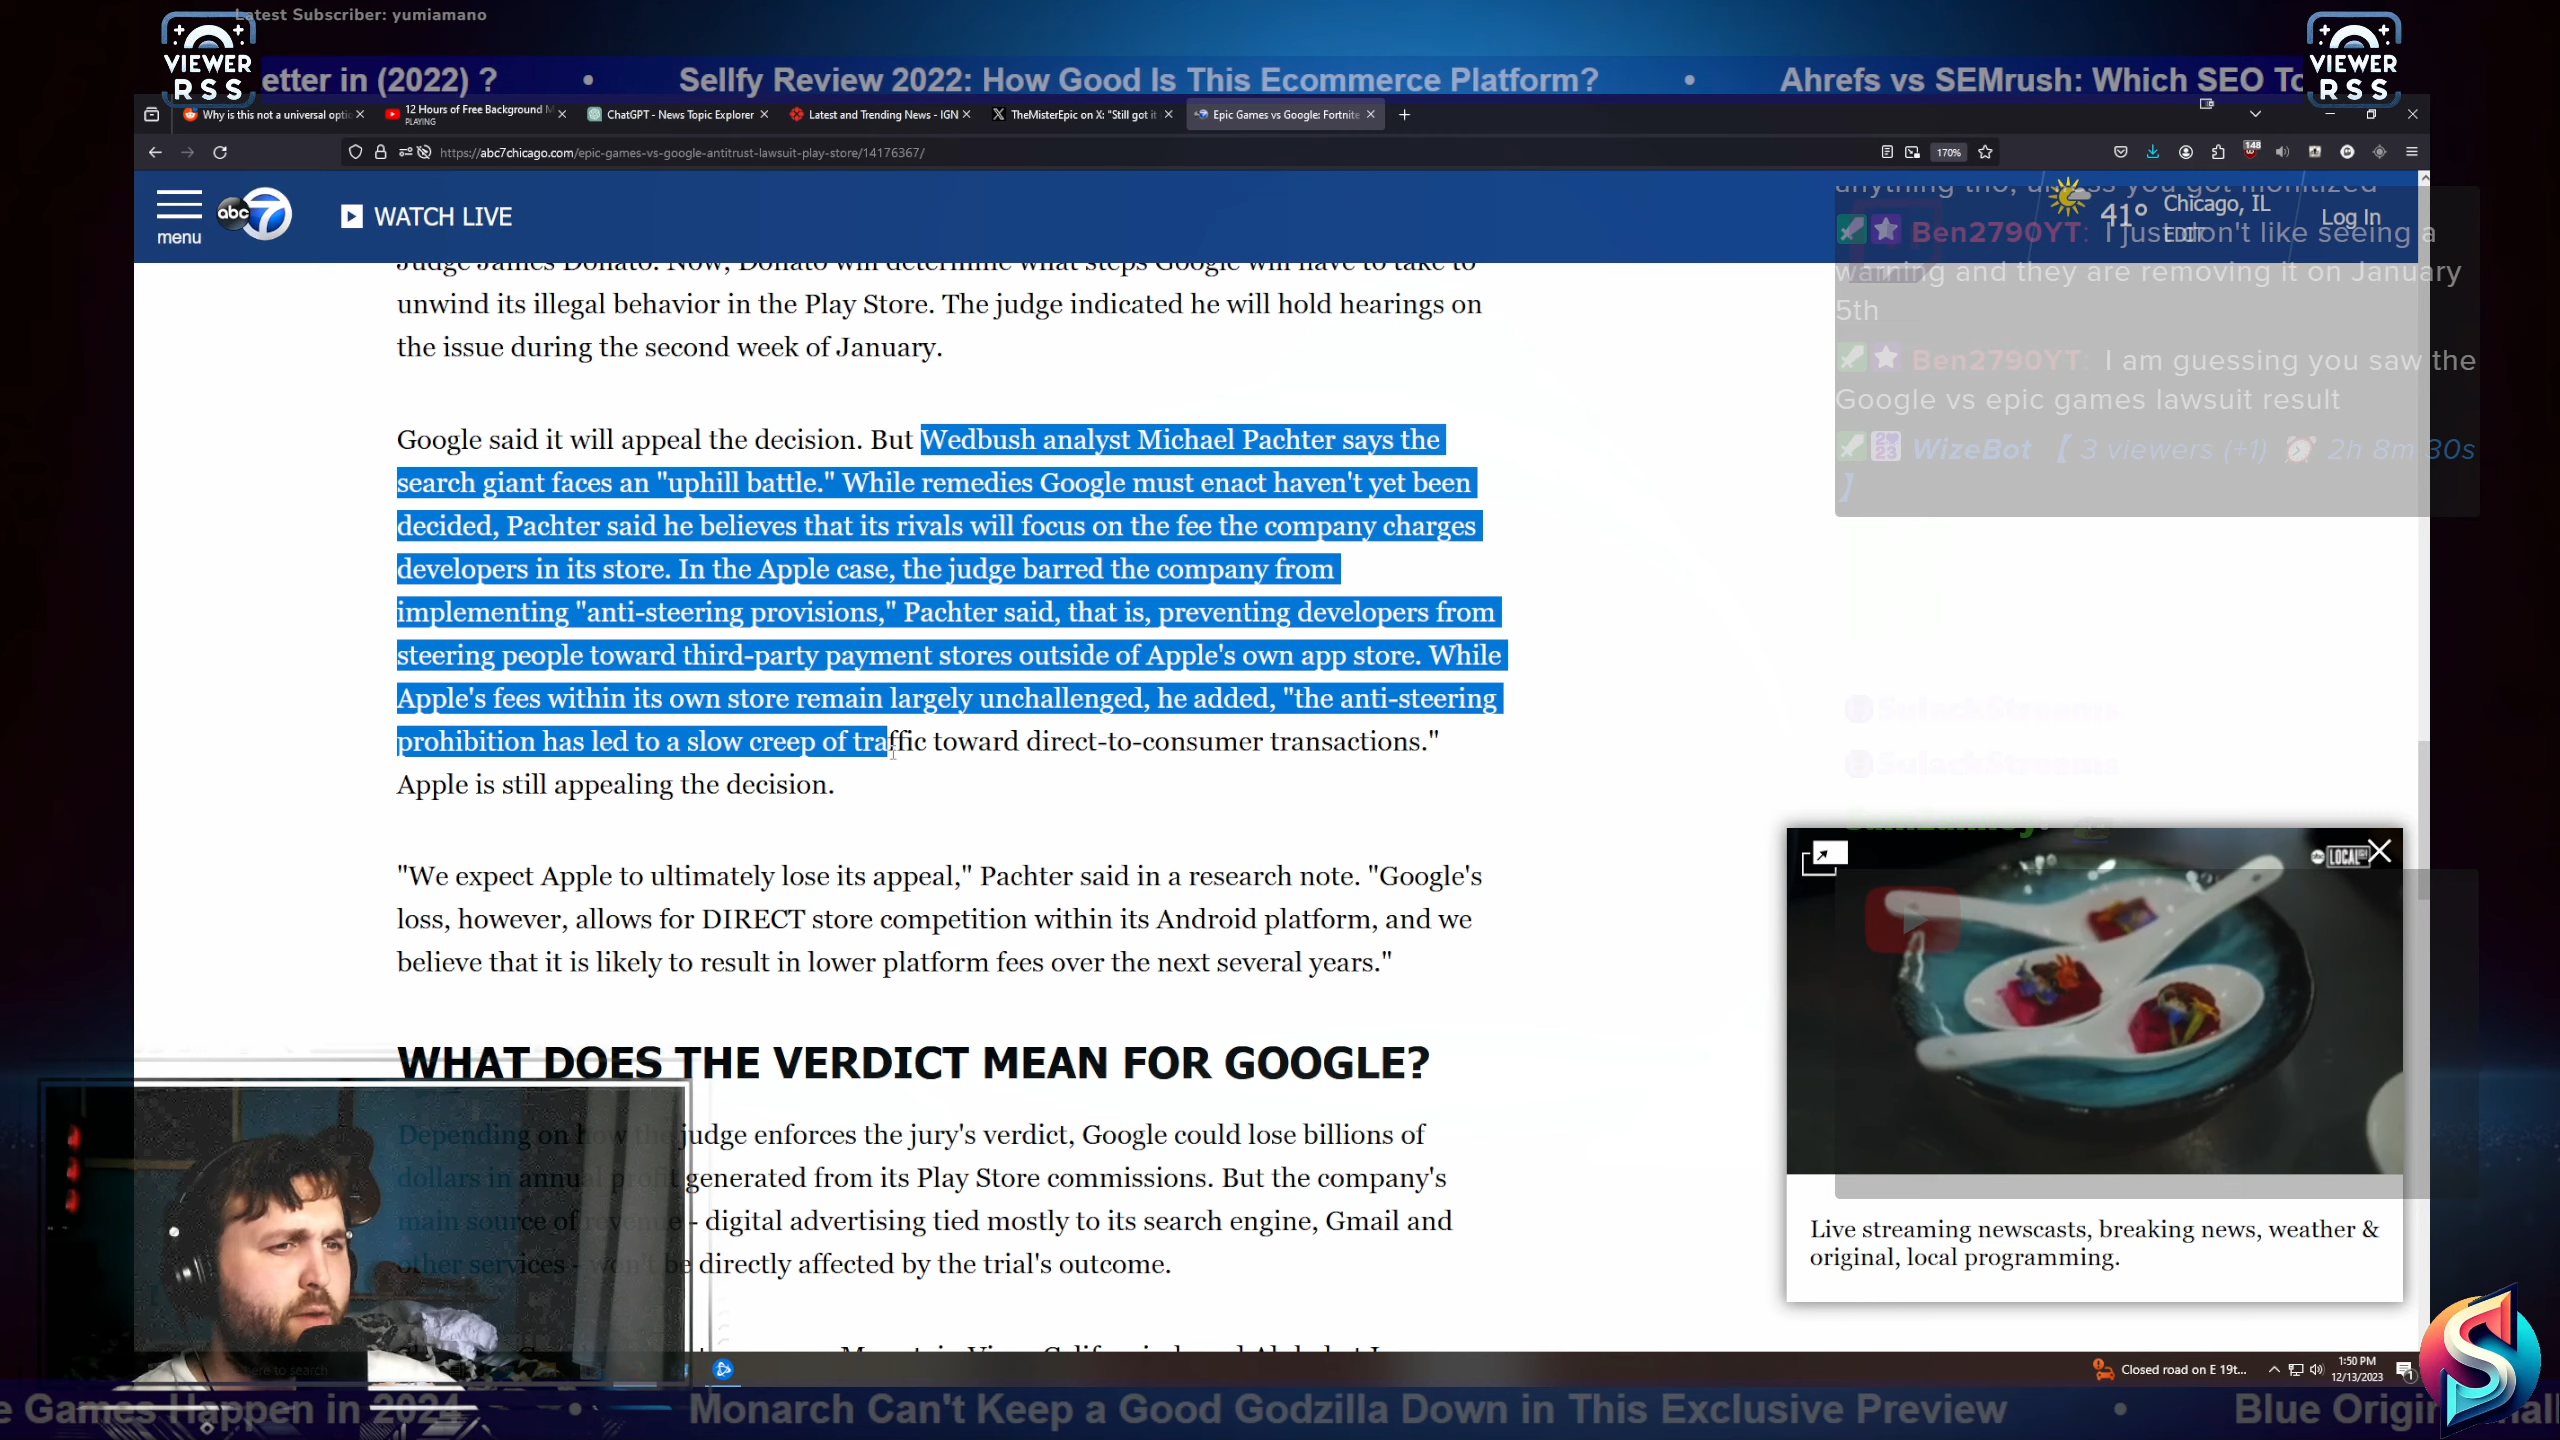 Latest Subscriber: yumiamano
VIEWER
RSS
VIEWER
RSS
etter in (2022) ? • Sellfy Review 2022: How Good Is This Ecommerce Platform? • Ahrefs vs SEMrush: Which SEO To
Why is this not a universal opti
12 Hours of Free Background M
PLAYING
ChatGPT - News Topic Explorer
Latest and Trending News - IGN
TheMisterEpic on X: "Still got it
Epic Games vs Google: Fortnite
https://abc7chicago.com/epic-games-vs-google-antitrust-lawsuit-play-store/14176367/
170%
148
menu
abc 7
WATCH LIVE
41°
Chicago, IL
EDIT
Log In
Judge James Donato. Now, Donato will determine what steps Google will have to take to
unwind its illegal behavior in the Play Store. The judge indicated he will hold hearings on
the issue during the second week of January.
Google said it will appeal the decision. But Wedbush analyst Michael Pachter says the
search giant faces an "uphill battle." While remedies Google must enact haven't yet been
decided, Pachter said he believes that its rivals will focus on the fee the company charges
developers in its store. In the Apple case, the judge barred the company from
implementing "anti-steering provisions," Pachter said, that is, preventing developers from
steering people toward third-party payment stores outside of Apple's own app store. While
Apple's fees within its own store remain largely unchallenged, he added, "the anti-steering
prohibition has led to a slow creep of traffic toward direct-to-consumer transactions."
Apple is still appealing the decision.
"We expect Apple to ultimately lose its appeal," Pachter said in a research note. "Google's
loss, however, allows for DIRECT store competition within its Android platform, and we
believe that it is likely to result in lower platform fees over the next several years."
WHAT DOES THE VERDICT MEAN FOR GOOGLE?
Depending on how the judge enforces the jury's verdict, Google could lose billions of
dollars in annual profit generated from its Play Store commissions. But the company's
main source of revenue - digital advertising tied mostly to its search engine, Gmail and
other services - won't be directly affected by the trial's outcome.
anything tho, unless you got monitized
Ben2790YT: I just don't like seeing a
warning and they are removing it on January
5th
Ben2790YT: I am guessing you saw the
Google vs epic games lawsuit result
WizeBot 【 3 viewers (+1) ⏰ 2h 8m 30s
】
SuleckStreams
SuleckStreams
LOCAL
Live streaming newscasts, breaking news, weather &
original, local programming.
here to search
Closed road on E 19t...
1:50 PM
12/13/2023
1
e Games Happen in 2024 • Monarch Can't Keep a Good Godzilla Down in This Exclusive Preview • Blue Origi